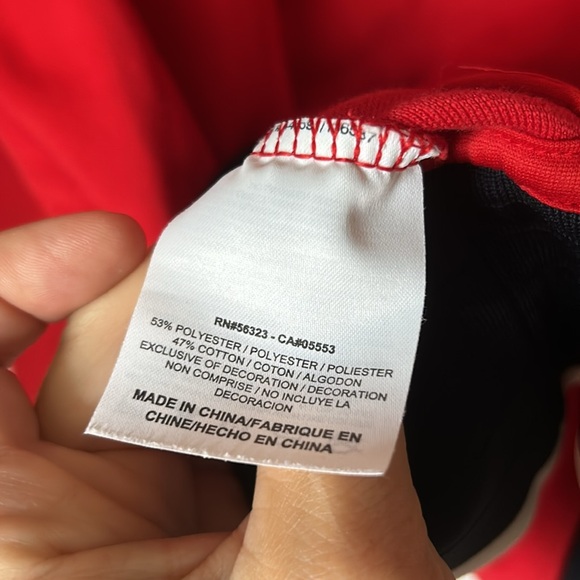 RN#56323 - CA#05553
53% POLYESTER / POLYESTER / POLIESTER
47% COTTON / COTON / ALGODON
EXCLUSIVE OF DECORATION / DECORATION
NON COMPRISE / NO INCLUYE LA
DECORACION
MADE IN CHINA/FABRIQUE EN
CHINE/HECHO EN CHINA